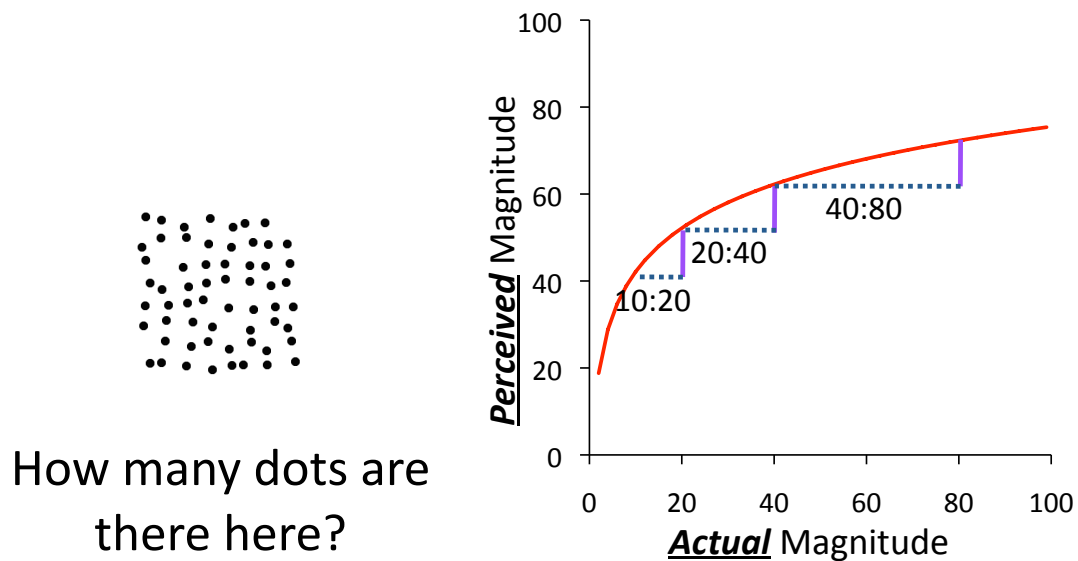 How many dots are
there here?
Perceived Magnitude
100
80
60
40
20
0
10:20
20:40
40:80
0 20 40 60 80 100
Actual Magnitude